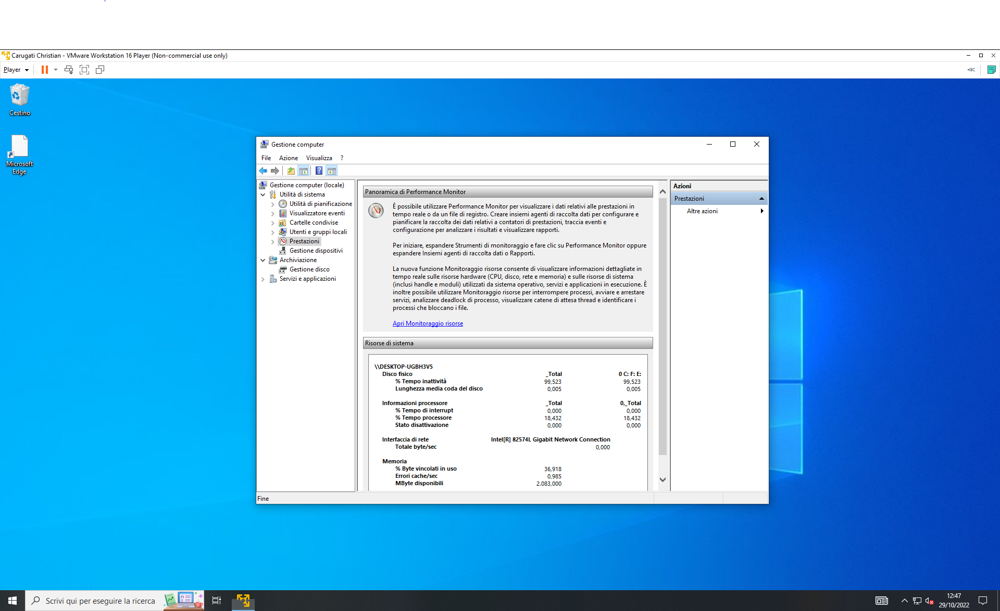 Carugati Christian - VMware Workstation 16 Player (Non-commercial use only)
Player
Cestino
Microsoft
Edge
Gestione computer
File Azione Visualizza ?
Gestione computer (locale)
Utilità di sistema
Utilità di pianificazione
Visualizzatore eventi
Cartelle condivise
Utenti e gruppi locali
Prestazioni
Gestione dispositivi
Archiviazione
Gestione disco
Servizi e applicazioni
Panoramica di Performance Monitor
È possibile utilizzare Performance Monitor per visualizzare i dati relativi alle prestazioni in
tempo reale o da un file di registro. Creare insiemi agenti di raccolta dati per configurare e
pianificare la raccolta dei dati relativi a contatori di prestazioni, traccia eventi e
configurazione per analizzare i risultati e visualizzare rapporti.
Per iniziare, espandere Strumenti di monitoraggio e fare clic su Performance Monitor oppure
espandere Insiemi agenti di raccolta dati o Rapporti.
La nuova funzione Monitoraggio risorse consente di visualizzare informazioni dettagliate in
tempo reale sulle risorse hardware (CPU, disco, rete e memoria) e sulle risorse di sistema
(inclusi handle e moduli) utilizzati da sistema operativo, servizi e applicazioni in esecuzione. È
inoltre possibile utilizzare Monitoraggio risorse per interrompere processi, avviare e arrestare
servizi, analizzare deadlock di processo, visualizzare catene di attesa thread e identificare i
processi che bloccano i file.
Apri Monitoraggio risorse
Risorse di sistema
\\DESKTOP-UGBH3V5
Disco fisico _Total 0 C: F: E:
% Tempo inattività 99,523 99,523
Lunghezza media coda del disco 0,005 0,005
Informazioni processore _Total 0,_Total
% Tempo di interrupt 0,000 0,000
% Tempo processore 18,432 18,432
Stato disattivazione 0,000 0,000
Interfaccia di rete Intel[R] 82574L Gigabit Network Connection
Totale byte/sec 0,000
Memoria
% Byte vincolati in uso 36,918
Errori cache/sec 0,985
MByte disponibili 2.083,000
Azioni
Prestazioni
Altre azioni
Fine
Scrivi qui per eseguire la ricerca
12:47
29/10/2022